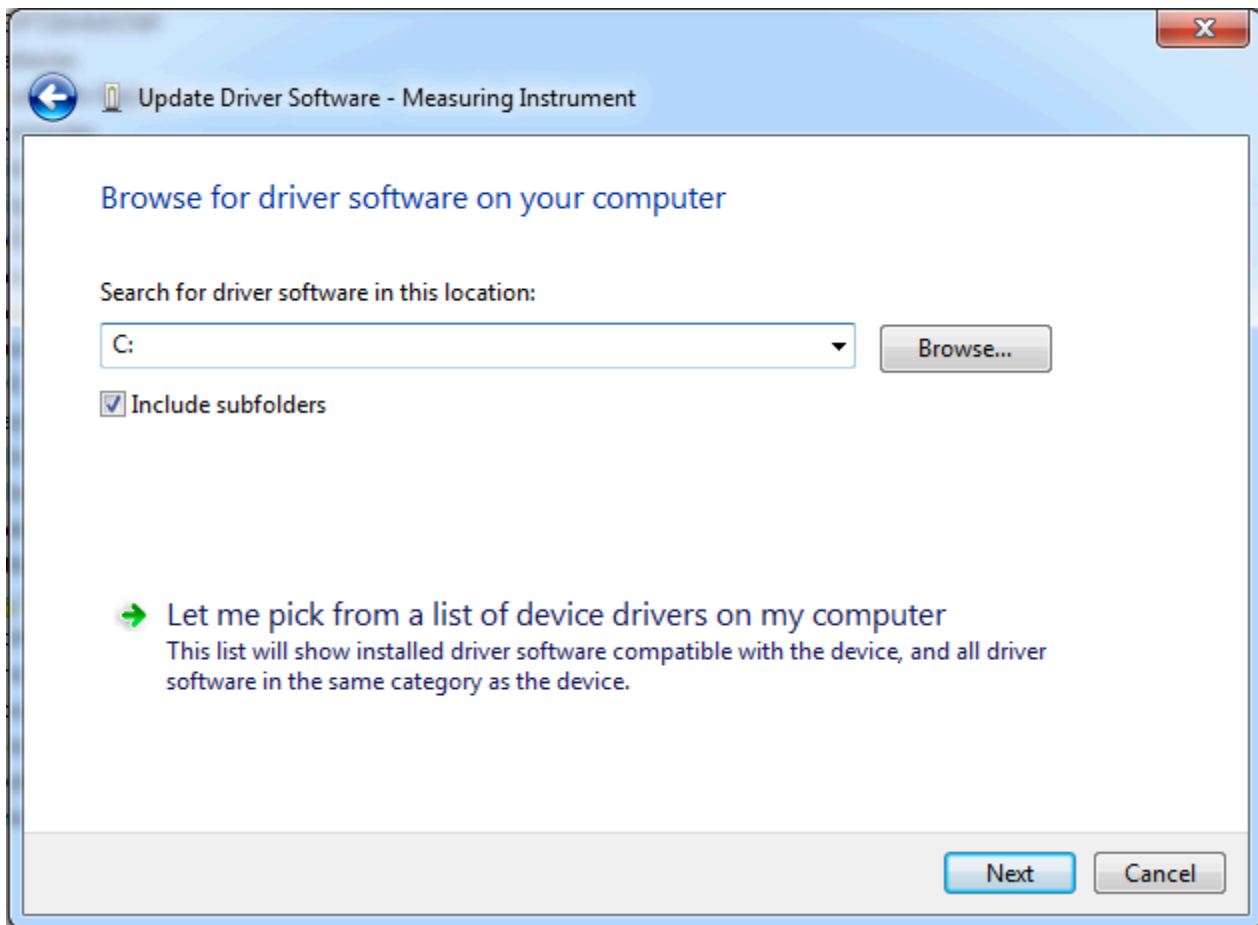 Update Driver Software - Measuring Instrument
Browse for driver software on your computer
Search for driver software in this location:
C:
Browse...
Include subfolders
Let me pick from a list of device drivers on my computer
This list will show installed driver software compatible with the device, and all driver
software in the same category as the device.
Next
Cancel